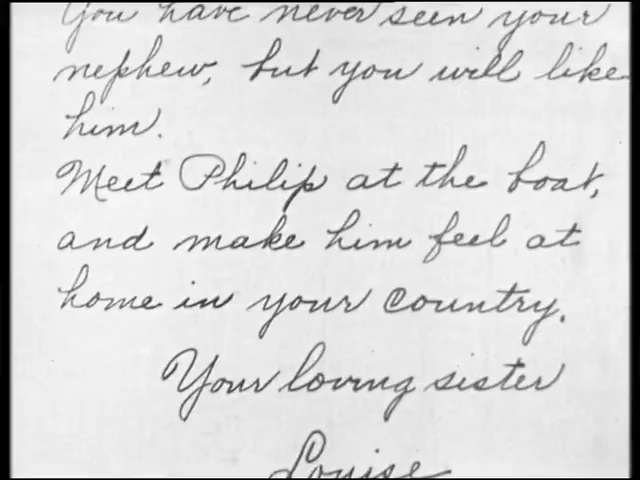 You have never seen your
nephew, but you will like
him.
Meet Philip at the boat,
and make him feel at
home in your country.
Your loving sister
Louise